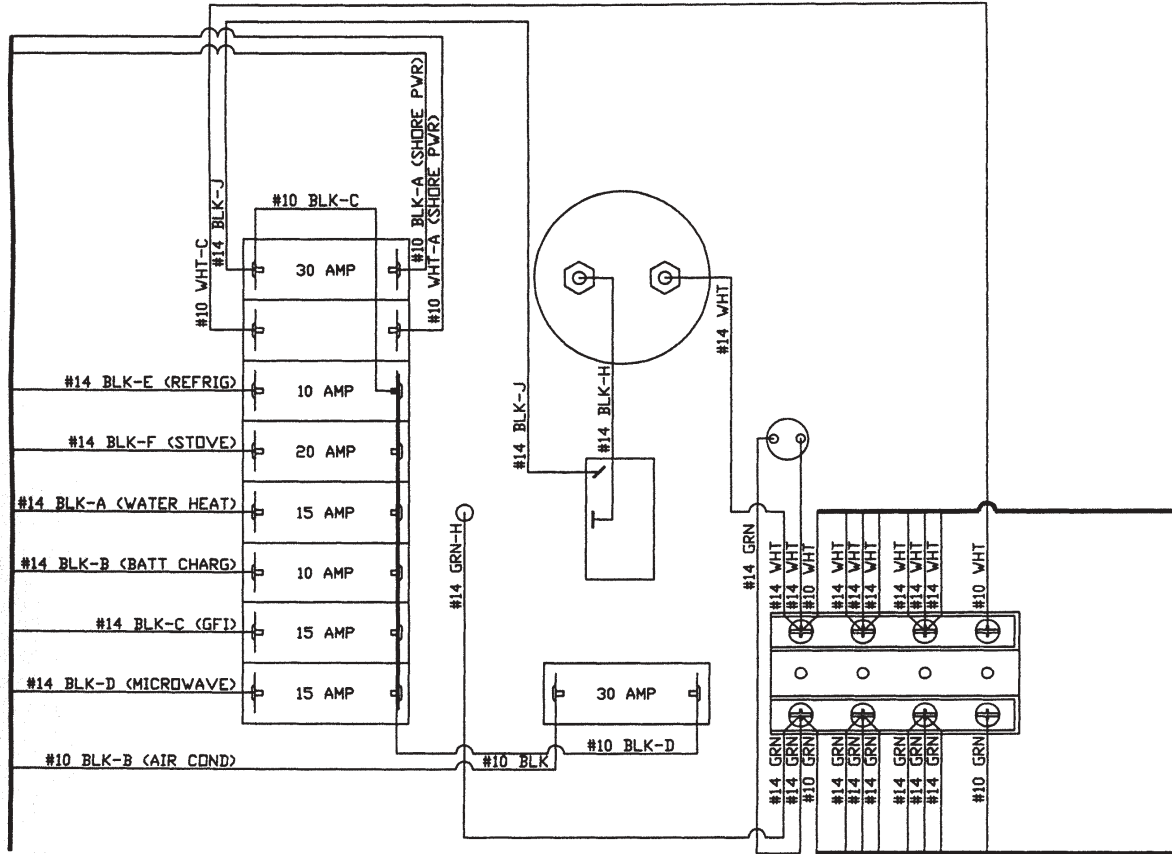 #10 BLK-A (SHORE PWR)
#10 WHT-A (SHORE PWR)
#14 BLK-J
#10 WHT-C
#10 BLK-C
30 AMP
#14 BLK-E (REFRIG)
10 AMP
#14 BLK-F (STOVE)
20 AMP
#14 BLK-A (WATER HEAT)
15 AMP
#14 BLK-B (BATT CHARG)
10 AMP
#14 BLK-C (GFI)
15 AMP
#14 BLK-D (MICROWAVE)
15 AMP
#10 BLK-B (AIR COND)
#14 GRN-H
#14 BLK-J
#14 BLK-H
#14 WHT
30 AMP
#10 BLK
#10 BLK-D
#14 GRN
#14 WHT
#14 WHT
#10 WHT
#14 WHT
#14 WHT
#14 WHT
#14 WHT
#14 WHT
#14 WHT
#10 WHT
#14 GRN
#14 GRN
#10 GRN
#14 GRN
#14 GRN
#14 GRN
#14 GRN
#14 GRN
#14 GRN
#10 GRN